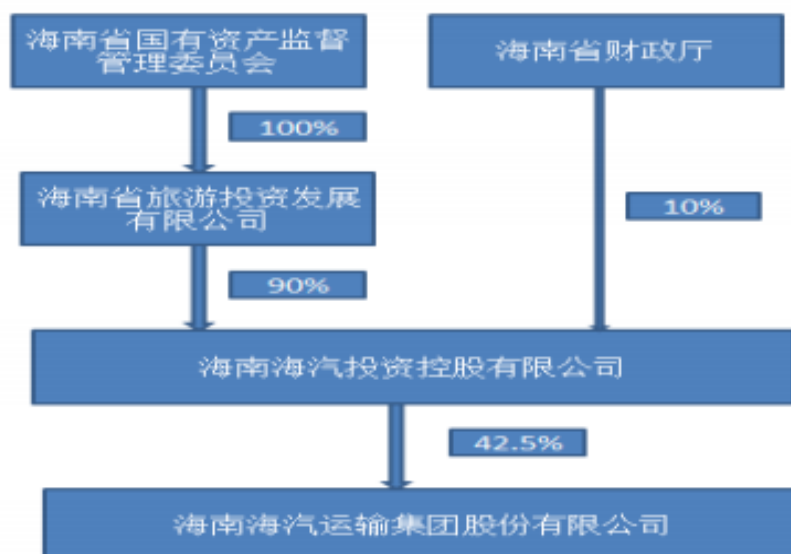 海南省国有资产监督
管理委员会
海南省财政厅
100%
海南省旅游投资发展
有限公司
10%
90%
海南海汽投资控股有限公司
42.5%
海南海汽运输集团股份有限公司